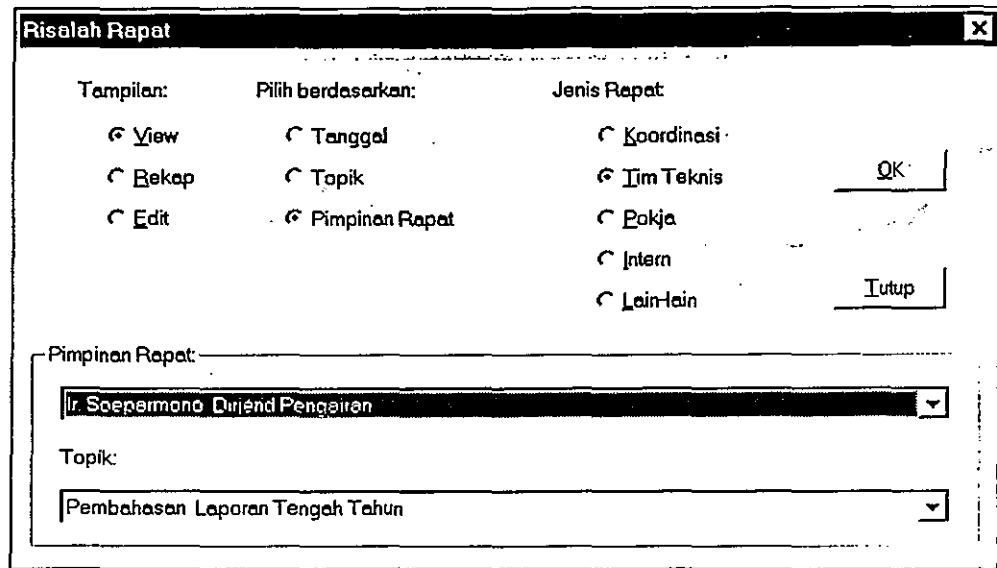 Risalah Rapat
Tampilan: Pilih berdasarkan: Jenis Rapat:
View Tanggal Koordinasi
Rekap Topik Tim Teknis OK
Edit Pimpinan Rapat Pokja
Intern
Lain-lain Tutup
Pimpinan Rapat:
Ir. Soeparmono Dirjend Pengairan
Topik:
Pembahasan Laporan Tengah Tahun